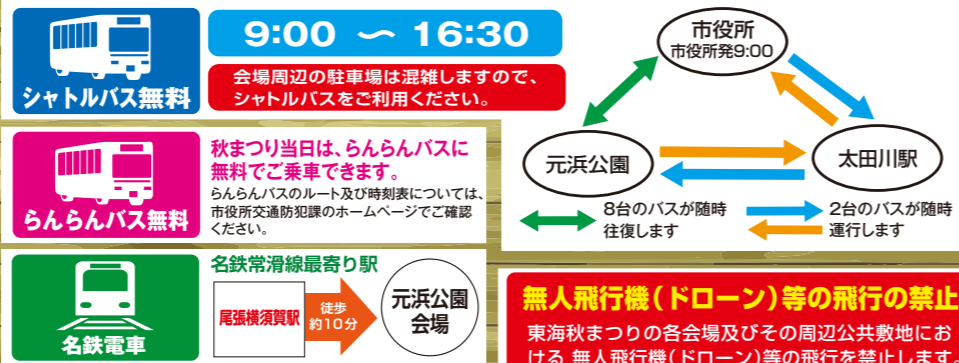 シャトルバス無料
9:00 〜 16:30
会場周辺の駐車場は混雑しますので、
シャトルバスをご利用ください。
らんらんバス無料
秋まつり当日は、らんらんバスに
無料でご乗車できます。
らんらんバスのルート及び時刻表については、
市役所交通防犯課のホームページでご確認
ください。
名鉄電車
名鉄常滑線最寄り駅
尾張横須賀駅
徒歩
約10分
元浜公園
会場
市役所
市役所発9:00
元浜公園
太田川駅
8台のバスが随時
往復します
2台のバスが随時
運行します
無人飛行機(ドローン)等の飛行の禁止
東海秋まつりの各会場及びその周辺公共敷地にお
ける 無人飛行機(ドローン)等の飛行を禁止します。